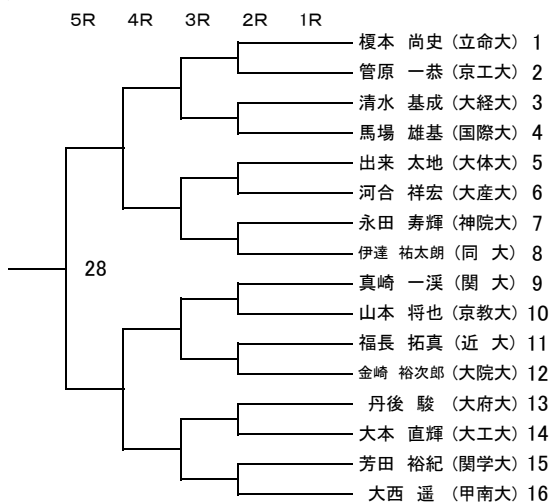 5R 4R 3R 2R 1R
榎本 尚史 (立命大) 1
管原 一恭 (京工大) 2
清水 基成 (大経大) 3
馬場 雄基 (国際大) 4
出来 太地 (大体大) 5
河合 祥宏 (大産大) 6
永田 寿輝 (神院大) 7
伊達 祐太朗 (同 大) 8
28
真崎 一渓 (関 大) 9
山本 将也 (京教大) 10
福長 拓真 (近 大) 11
金崎 裕次郎 (大院大) 12
丹後 駿 (大府大) 13
大本 直輝 (大工大) 14
芳田 裕紀 (関学大) 15
大西 遥 (甲南大) 16